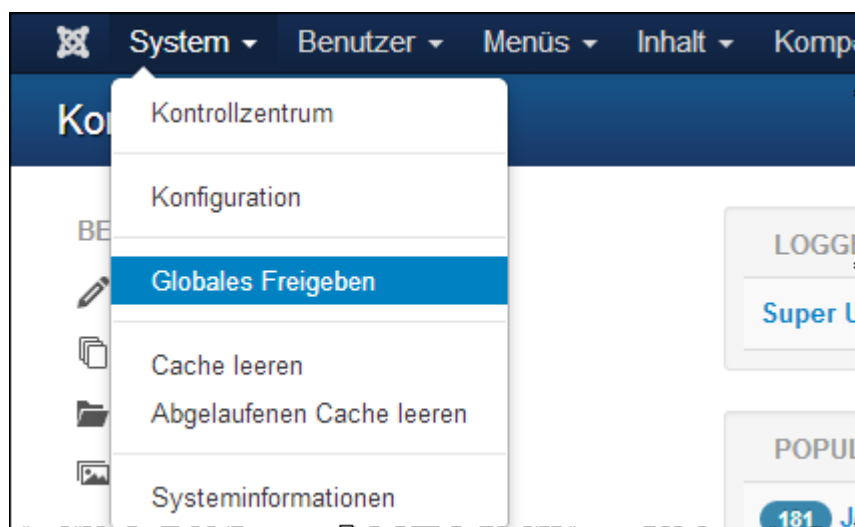 System Benutzer Menüs Inhalt
Kontrollzentrum
Konfiguration
Globales Freigeben
Super
Cache leeren
Abgelaufenen Cache leeren
Systeminformationen
181